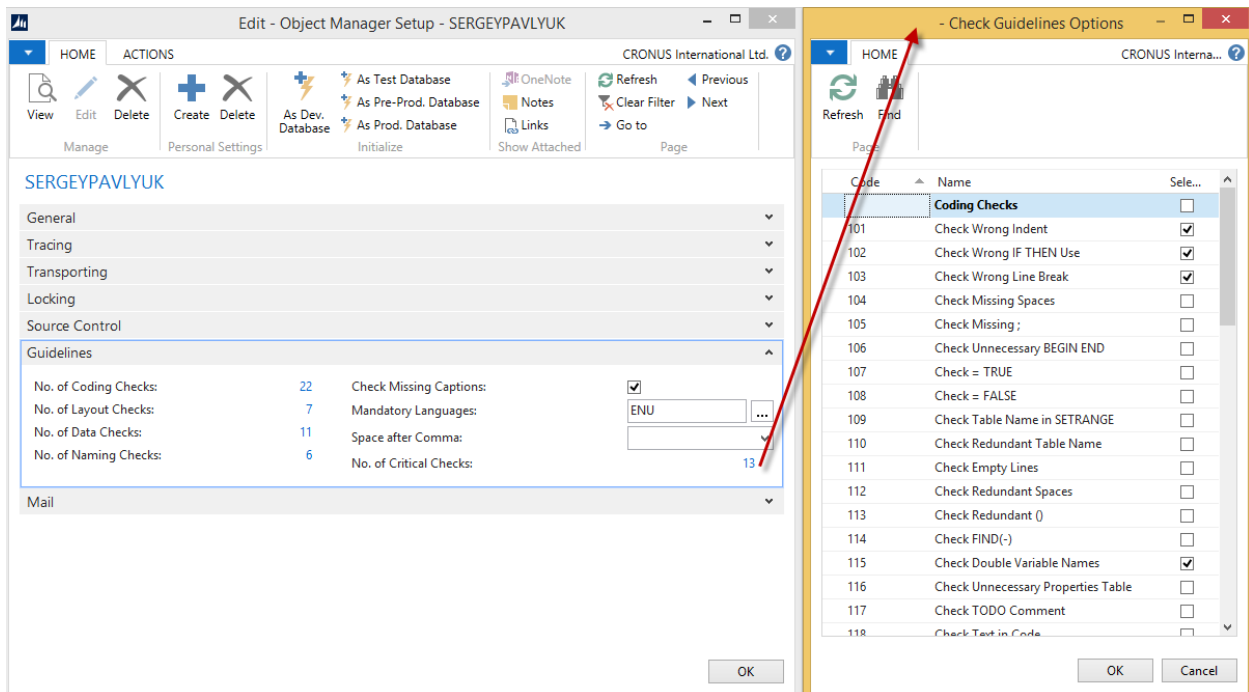 Edit - Object Manager Setup - SERGEYPAVLYUK
HOME ACTIONS
CRONUS International Ltd.
View
Edit
Delete
Manage
Create
Delete
Personal Settings
As Dev.
Database
As Test Database
As Pre-Prod. Database
As Prod. Database
Initialize
OneNote
Notes
Links
Show Attached
Refresh
Clear Filter
Go to
Previous
Next
Page
SERGEYPAVLYUK
General
Tracing
Transporting
Locking
Source Control
Guidelines
No. of Coding Checks: 22
No. of Layout Checks: 7
No. of Data Checks: 11
No. of Naming Checks: 6
Check Missing Captions:
Mandatory Languages: ENU ...
Space after Comma:
No. of Critical Checks: 13
Mail
OK
- Check Guidelines Options
HOME
CRONUS Interna...
Refresh
Find
Page
Code Name Sele...
Coding Checks
101 Check Wrong Indent
102 Check Wrong IF THEN Use
103 Check Wrong Line Break
104 Check Missing Spaces
105 Check Missing ;
106 Check Unnecessary BEGIN END
107 Check = TRUE
108 Check = FALSE
109 Check Table Name in SETRANGE
110 Check Redundant Table Name
111 Check Empty Lines
112 Check Redundant Spaces
113 Check Redundant ()
114 Check FIND(-)
115 Check Double Variable Names
116 Check Unnecessary Properties Table
117 Check TODO Comment
118 Check Text in Code
OK Cancel